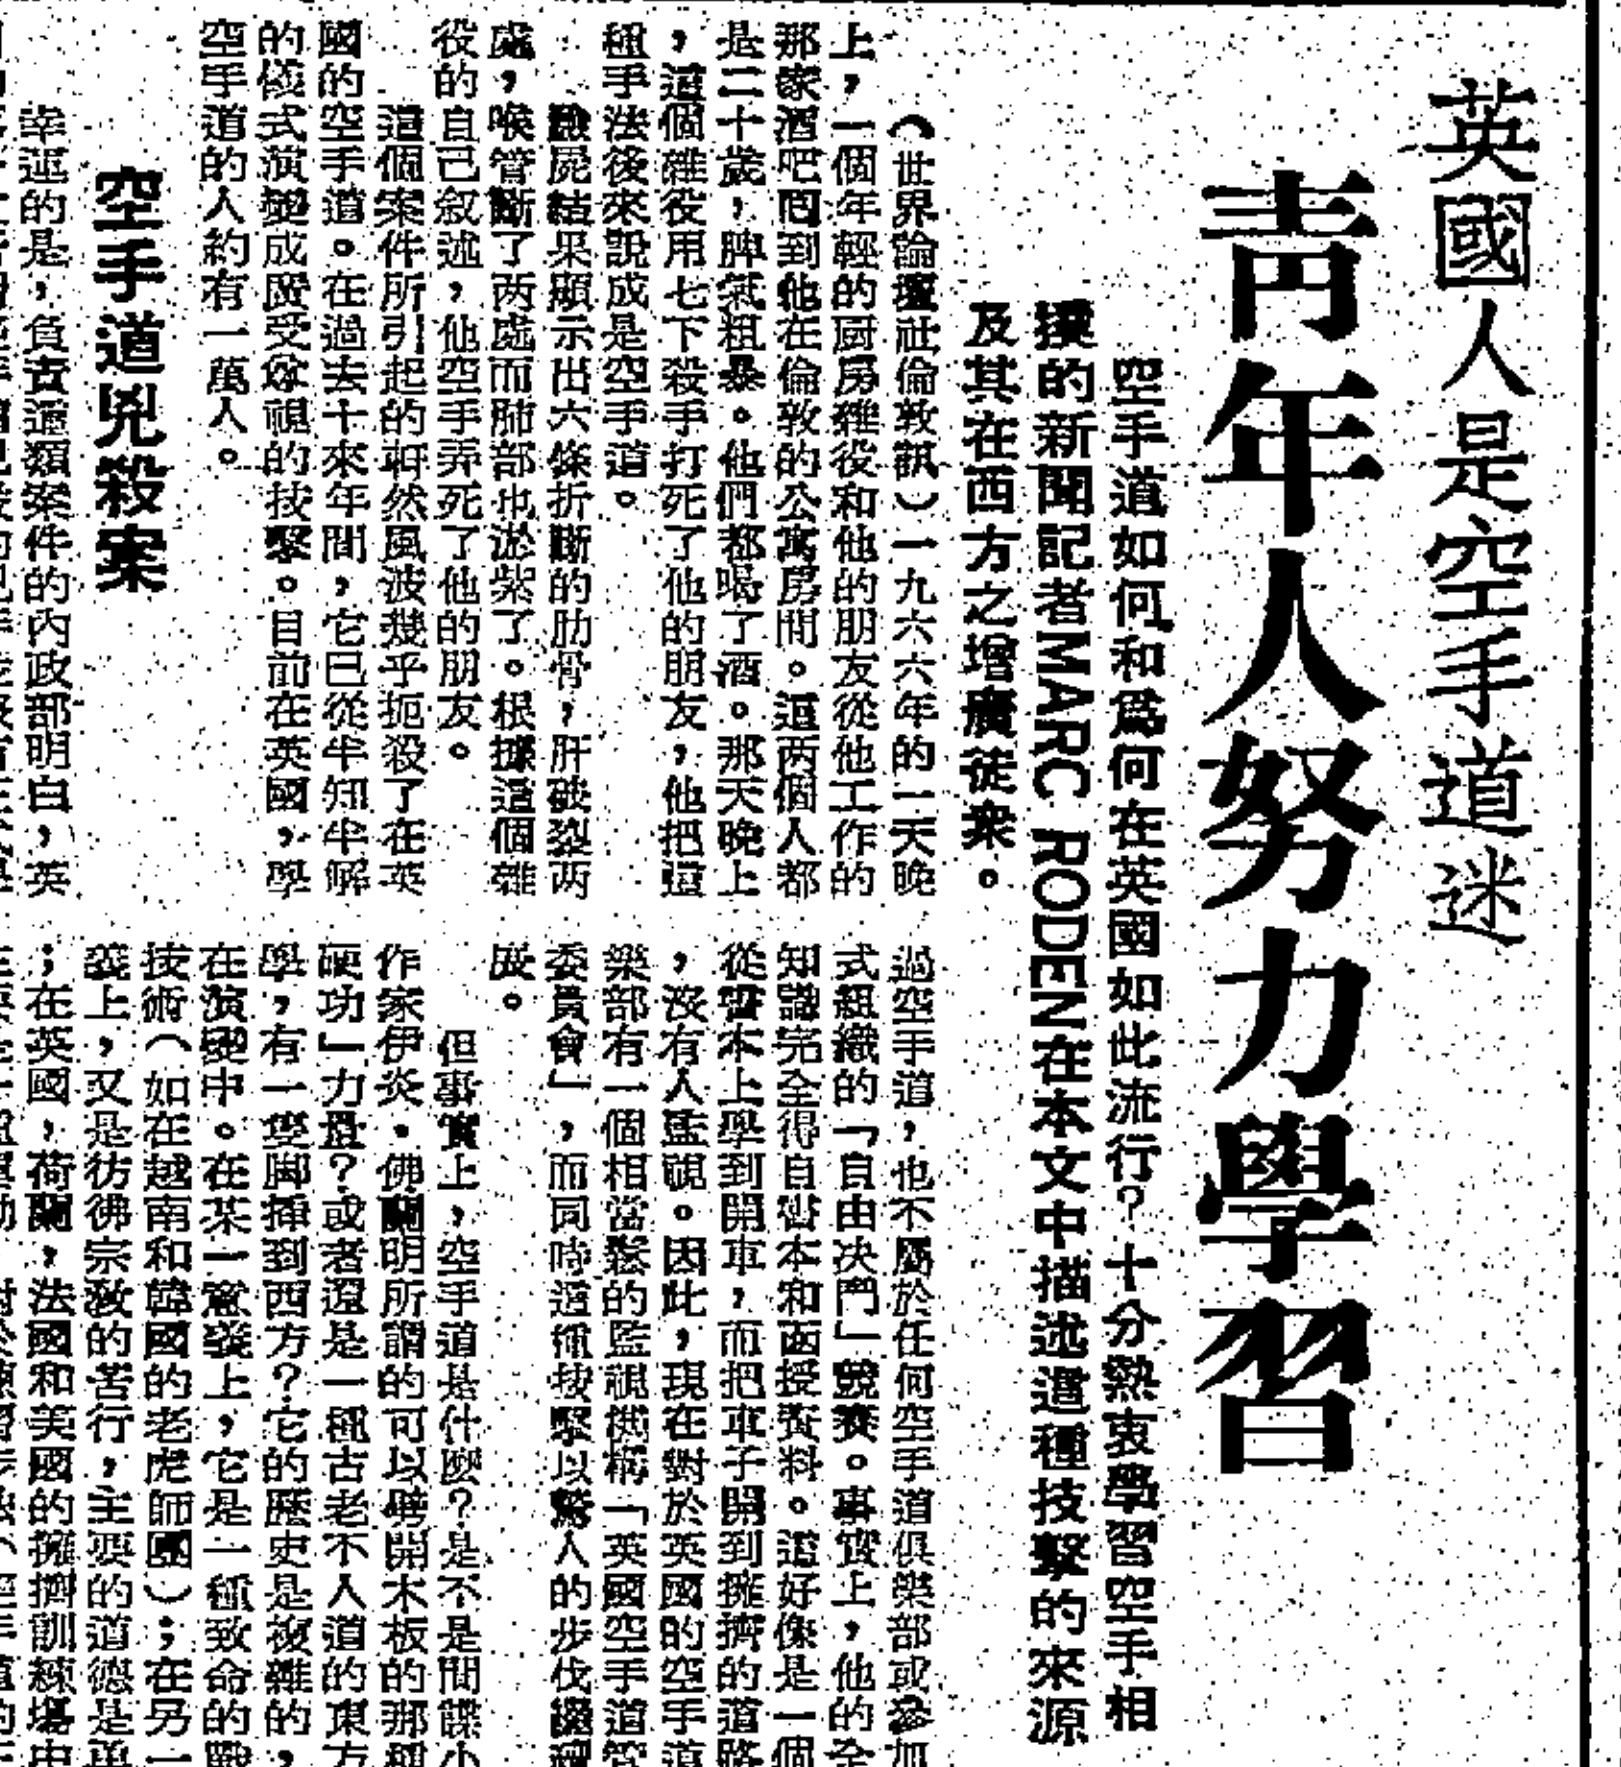 英國人是空手道迷
青年人努力學習
空手道如何和爲何在英國如此流行?十分熱衷學習空手相
撲的新聞記者MARC RODEN在本文中描述這種技擊的來源
及其在西方之增廣徒衆。
(世界論壇社倫敦訊)一九六六年的一天晚
上,一個年輕的厨房雜役和他的朋友從他工作的
那家酒吧囘到他在倫敦的公寓房間。這两個人都
是二十歲,脾氣粗暴。他們都喝了酒。那天晚上
,這個雜役用七下殺手打死了他的朋友,他把這
種手法後來說成是空手道。
驗屍結果顯示出六條折斷的肋骨,肝破裂两
處,喉管斷了两處而肺部也淤紫了。根據這個雜
役的自己叙述,他空手弄死了他的朋友。
這個案件所引起的軒然風波幾乎扼殺了在英
國的空手道。在過去十來年間,它已從半知半解
的儀式演變成廣受重視的技擊。目前在英國,學
空手道的人約有一萬人。
空手道兇殺案
幸運的是,負責這類案件的內政部明白,英
過空手道,也不屬於任何空手道俱樂部或參加
式組織的「自由决鬥」競賽。事實上,他的全
知識完全得自書本和函授資料。這好像是一個
從書本上學到開車,而把車子開到擁擠的道路
,沒有人監視。因此,現在對於英國的空手道
樂部有一個相當鬆的監視機構「英國空手道管
委員會」,而同時這種技擊以驚人的步伐擴
展。
但事實上,空手道是什麽?是不是間諜小
作家伊炎·佛蘭明所謂的可以劈開木板的那種
硬功」力量?或者還是一種古老不人道的東方
學,有一隻脚插到西方?它的歷史是複雜的,
在演變中。在某一意義上,它是一種致命的戰
技術(如在越南和韓國的老虎師團);在另一
義上,又是彷彿宗教的苦行,主要的道德是
;在英國,荷蘭,法國和美國的擁擠訓練場中